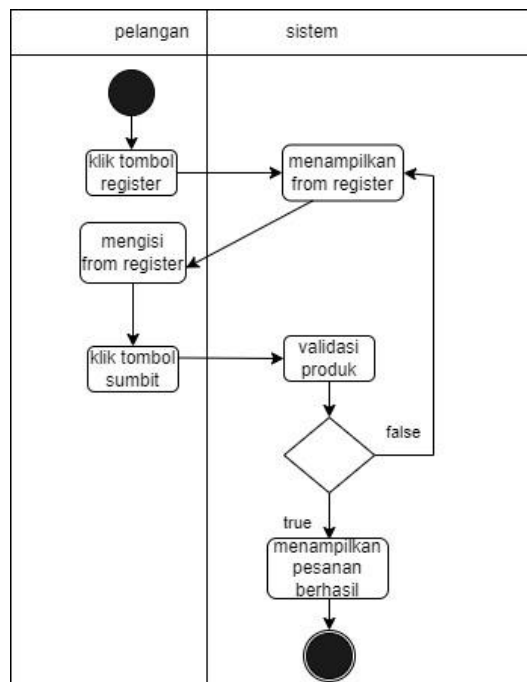 pelangan
sistem
klik tombol
register
menampilkan
from register
mengisi
from register
klik tombol
sumbit
validasi
produk
false
true
menampilkan
pesanan
berhasil